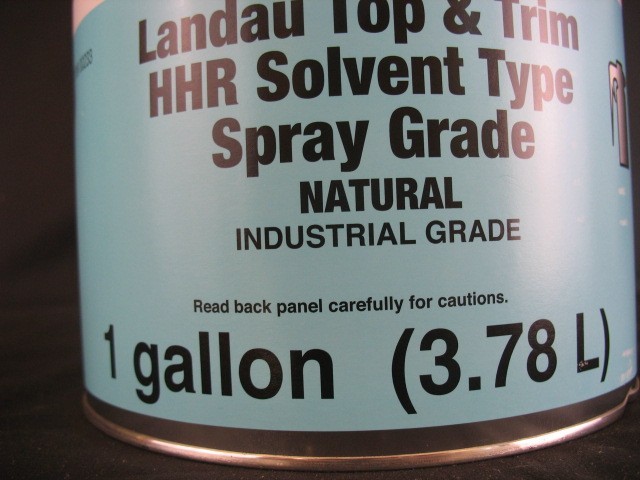 Landau Top & Trim
HHR Solvent Type
Spray Grade
NATURAL
INDUSTRIAL GRADE
Read back panel carefully for cautions.
1 gallon (3.78 L)